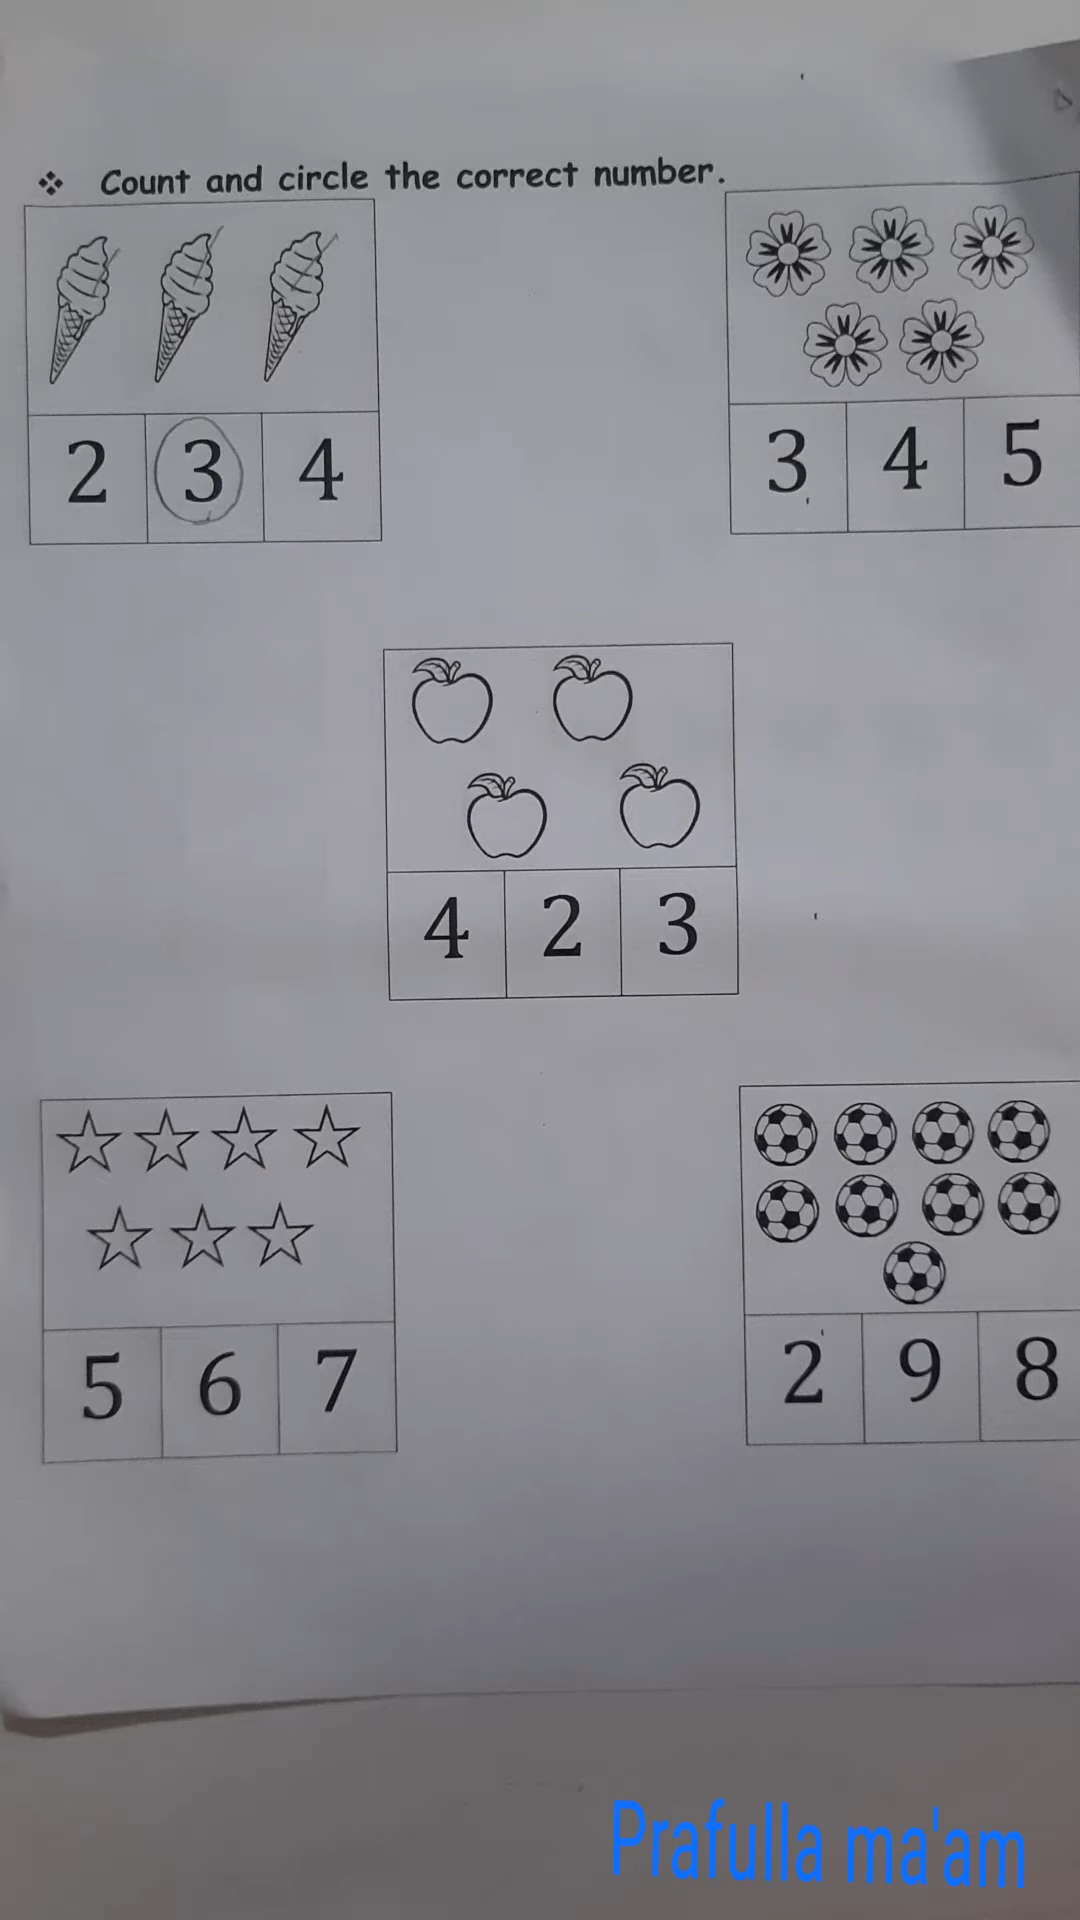 ❖ Count and circle the correct number.
2 3 4
3 4 5
4 2 3
5 6 7
2 9 8
Prafulla ma'am